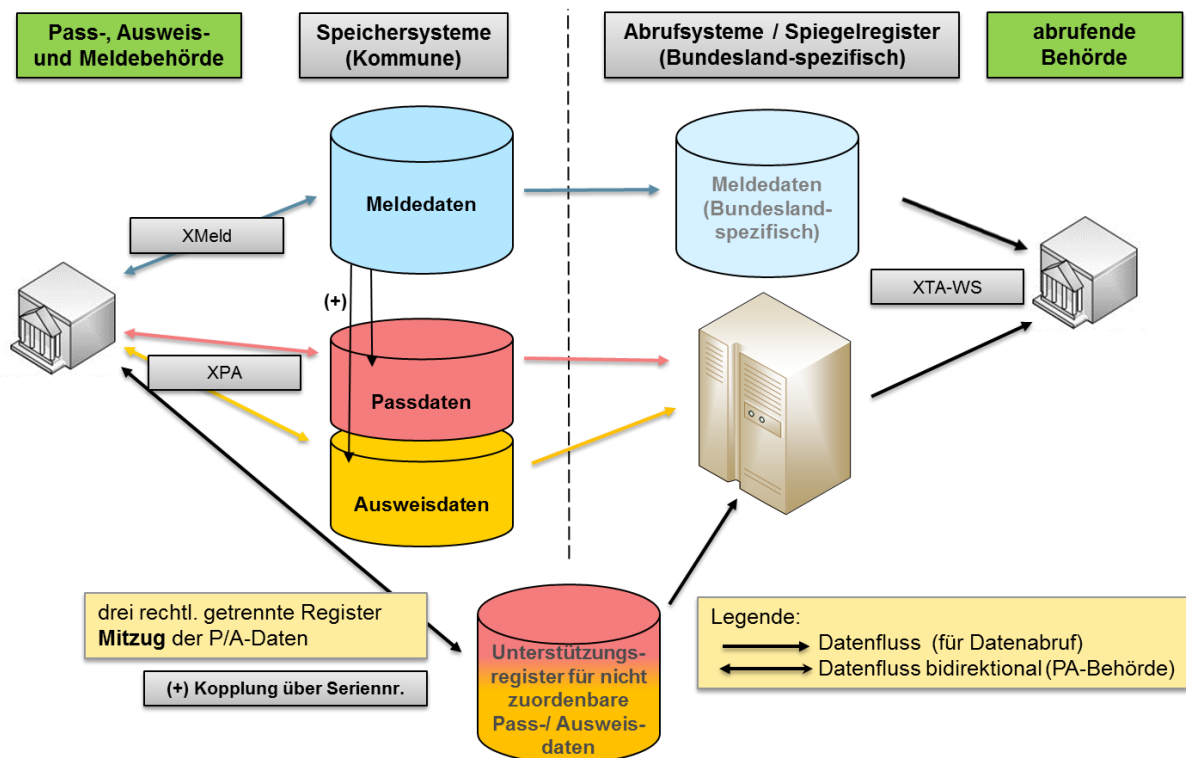 Pass-, Ausweis-
und Meldebehörde
Speichersysteme
(Kommune)
Abrufsysteme / Spiegelregister
(Bundesland-spezifisch)
abrufende
Behörde
Meldedaten
Meldedaten
(Bundesland-
spezifisch)
XMeld
(+)
XTA-WS
XPA
Passdaten
Ausweisdaten
drei rechtl. getrennte Register
Mitzug der P/A-Daten
(+) Kopplung über Seriennr.
Unterstützungs-
register für nicht
zuordenbare
Pass-/ Ausweis-
daten
Legende:
Datenfluss (für Datenabruf)
Datenfluss bidirektional (PA-Behörde)